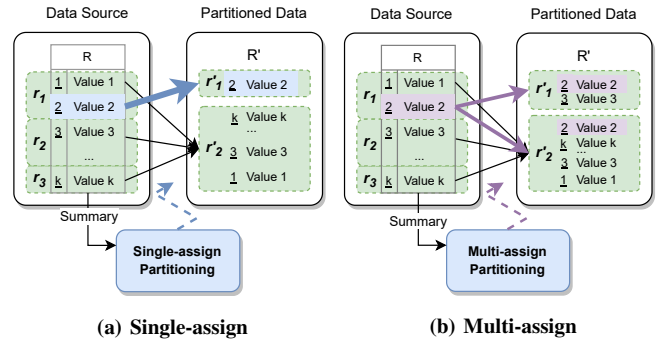 Data Source
Partitioned Data
R
R'
r1
1 Value 1
2 Value 2
r2
3 Value 3
...
r3
k Value k
r'1
2 Value 2
r'2
k Value k
...
3 Value 3
1 Value 1
Summary
Single-assign
Partitioning
(a) Single-assign
Data Source
Partitioned Data
R
R'
r1
1 Value 1
2 Value 2
r2
3 Value 3
...
r3
k Value k
r'1
2 Value 2
3 Value 3
r'2
2 Value 2
k Value k
...
3 Value 3
1 Value 1
Summary
Multi-assign
Partitioning
(b) Multi-assign